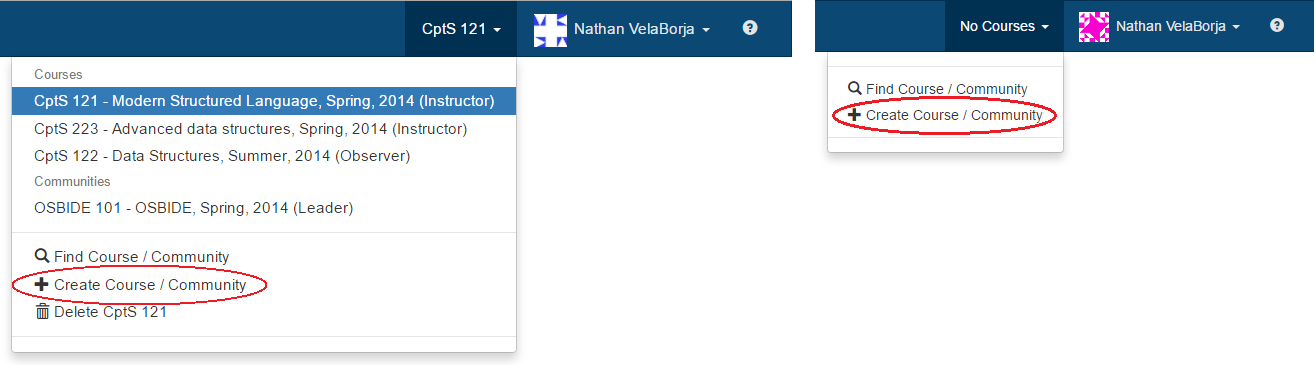 CptS 121
Nathan VelaBorja
Courses
CptS 121 - Modern Structured Language, Spring, 2014 (Instructor)
CptS 223 - Advanced data structures, Spring, 2014 (Instructor)
CptS 122 - Data Structures, Summer, 2014 (Observer)
Communities
OSBIDE 101 - OSBIDE, Spring, 2014 (Leader)
Find Course / Community
Create Course / Community
Delete CptS 121
No Courses
Nathan VelaBorja
Find Course / Community
Create Course / Community